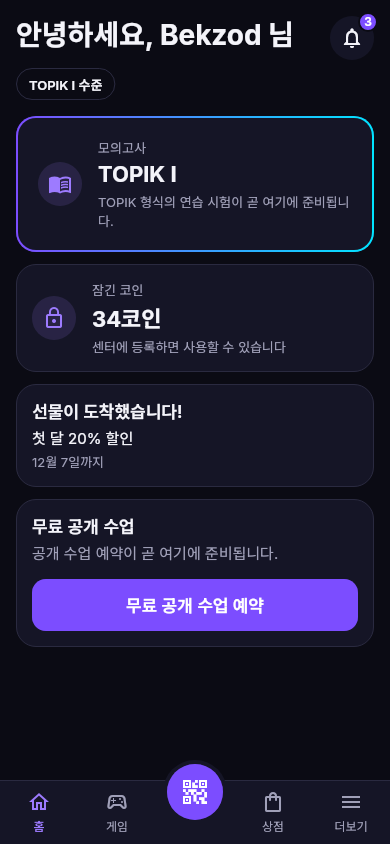 안녕하세요, Bekzod 님
3
TOPIK I 수준
모의고사
TOPIK I
TOPIK 형식의 연습 시험이 곧 여기에 준비됩니
다.
잠긴 코인
34코인
센터에 등록하면 사용할 수 있습니다
선물이 도착했습니다!
첫 달 20% 할인
12월 7일까지
무료 공개 수업
공개 수업 예약이 곧 여기에 준비됩니다.
무료 공개 수업 예약
홈
게임
상점
더보기